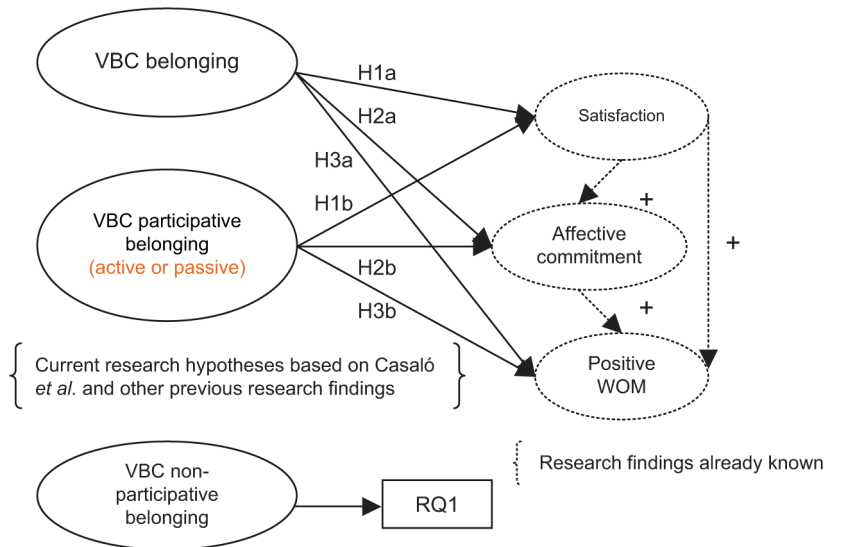 VBC belonging
H1a
H2a
H3a
Satisfaction
+
H1b
VBC participative
belonging
(active or passive)
Affective
commitment
+
H2b
H3b
+
Positive
WOM
Current research hypotheses based on Casaló
et al. and other previous research findings
Research findings already known
VBC non-
participative
belonging
RQ1